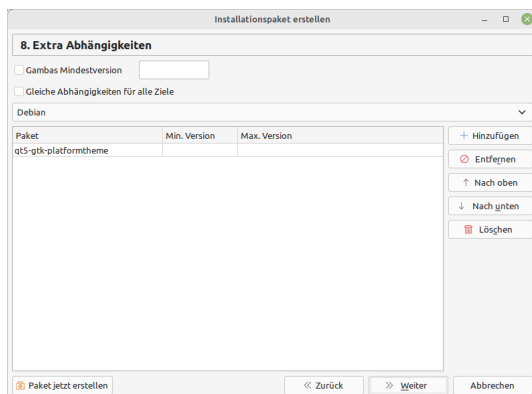 Installationspaket erstellen
8. Extra Abhängigkeiten
Gambas Mindestversion
Gleiche Abhängigkeiten für alle Ziele
Debian
Paket Min. Version Max. Version
qt5-gtk-platformtheme
Hinzufügen
Entfernen
Nach oben
Nach unten
Löschen
Paket jetzt erstellen
Zurück
Weiter
Abbrechen